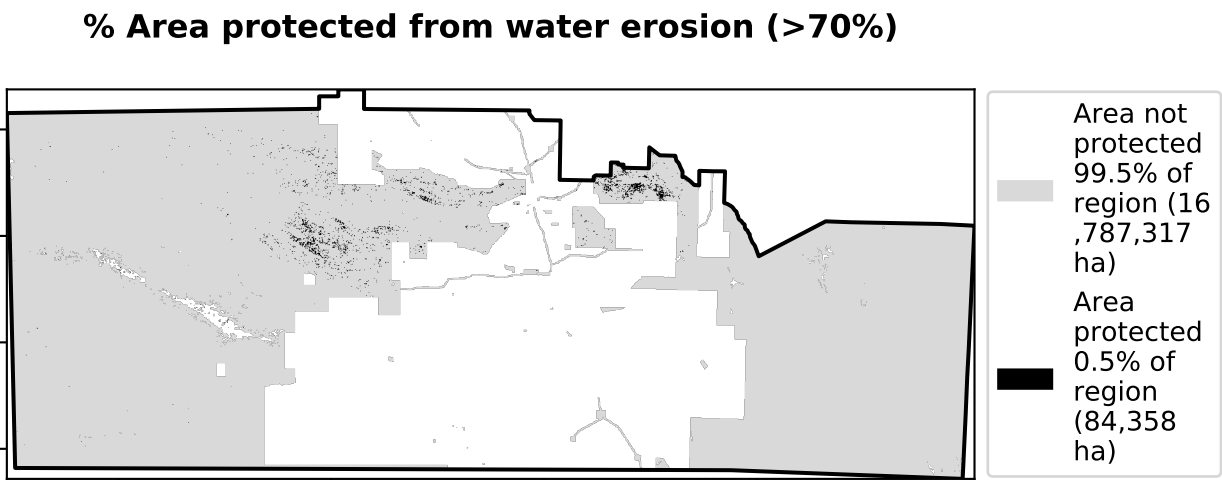 % Area protected from water erosion (>70%)
Area not
protected
99.5% of
region (16
,787,317
ha)
Area
protected
0.5% of
region
(84,358
ha)